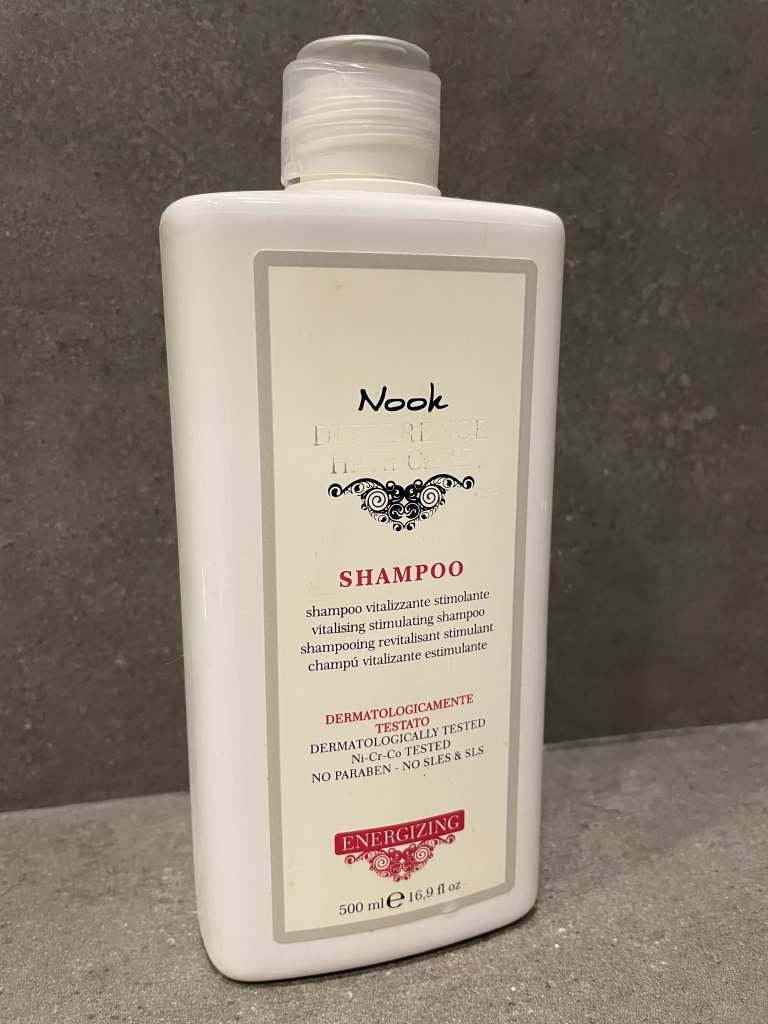 Nook
DIFFERENCE
HAIR CARE
SHAMPOO
shampoo vitalizzante stimolante
vitalising stimulating shampoo
shampooing revitalisant stimulant
champú vitalizante estimulante
DERMATOLOGICAMENTE
TESTATO
DERMATOLOGICALLY TESTED
Ni-Cr-Co TESTED
NO PARABEN - NO SLES & SLS
ENERGIZING
500 ml ℮ 16,9 fl oz